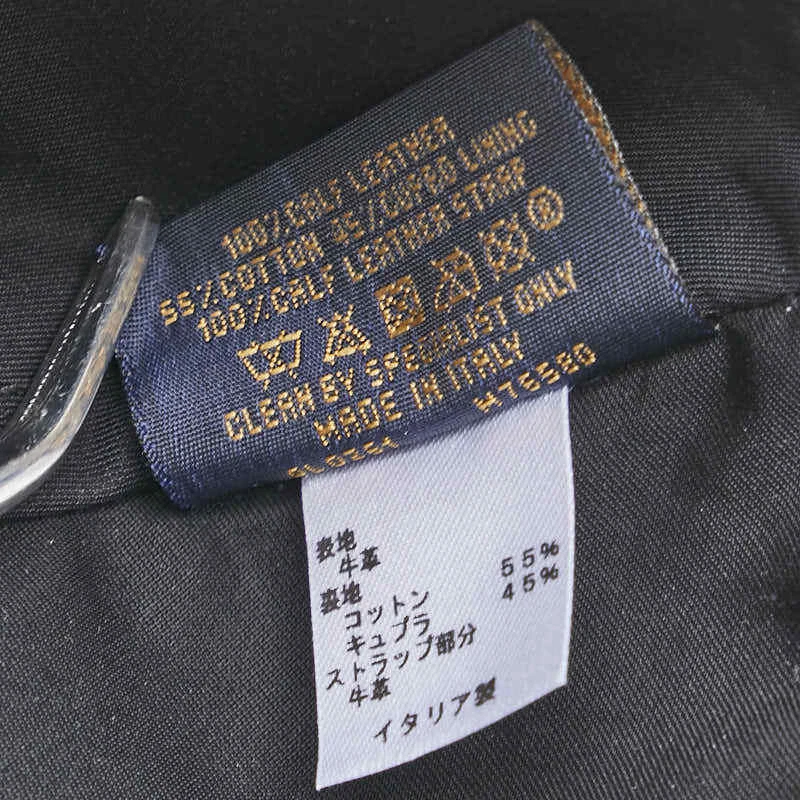 100% CALF LEATHER
55% COTTON 35/CUPRO LINING
100% CALF LEATHER STRAP
CLEAN BY SPECIALIST ONLY
MADE IN ITALY
表地
牛革
裏地
コットン 55%
キュプラ 45%
ストラップ部分
牛革
イタリア製